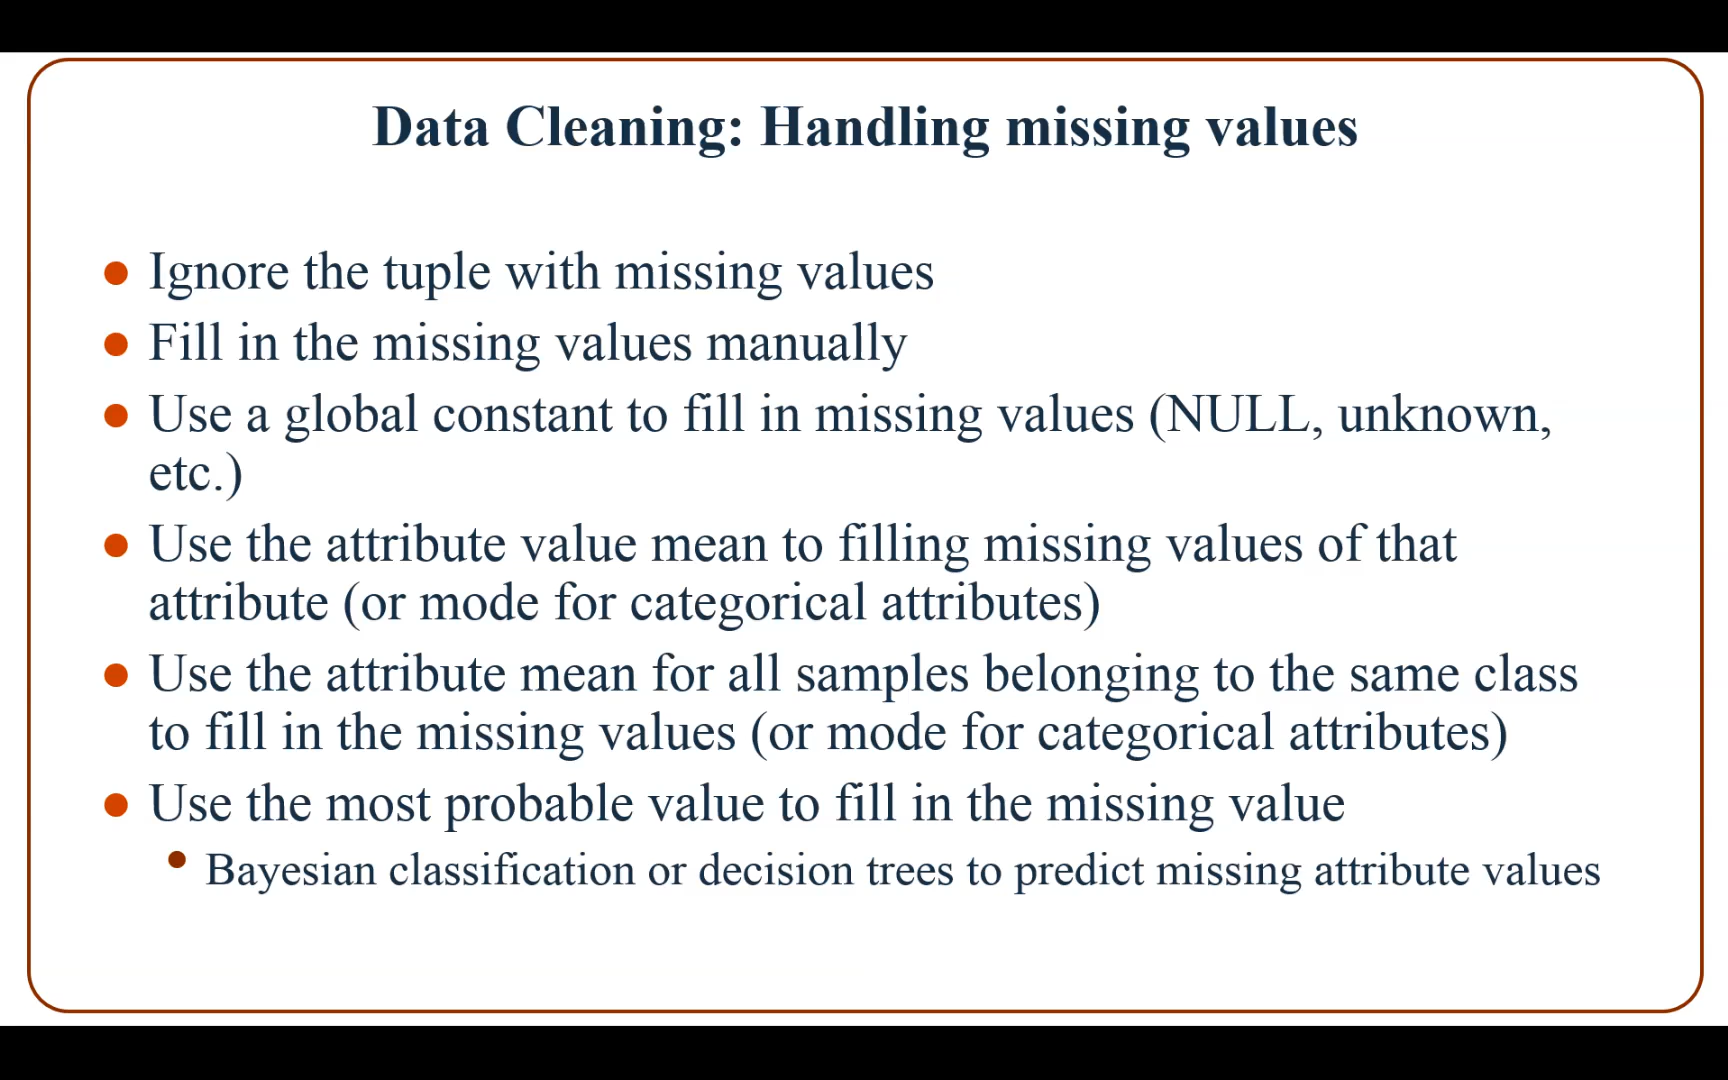 Data Cleaning: Handling missing values
Ignore the tuple with missing values
Fill in the missing values manually
Use a global constant to fill in missing values (NULL, unknown,
etc.)
Use the attribute value mean to filling missing values of that
attribute (or mode for categorical attributes)
Use the attribute mean for all samples belonging to the same class
to fill in the missing values (or mode for categorical attributes)
Use the most probable value to fill in the missing value
Bayesian classification or decision trees to predict missing attribute values